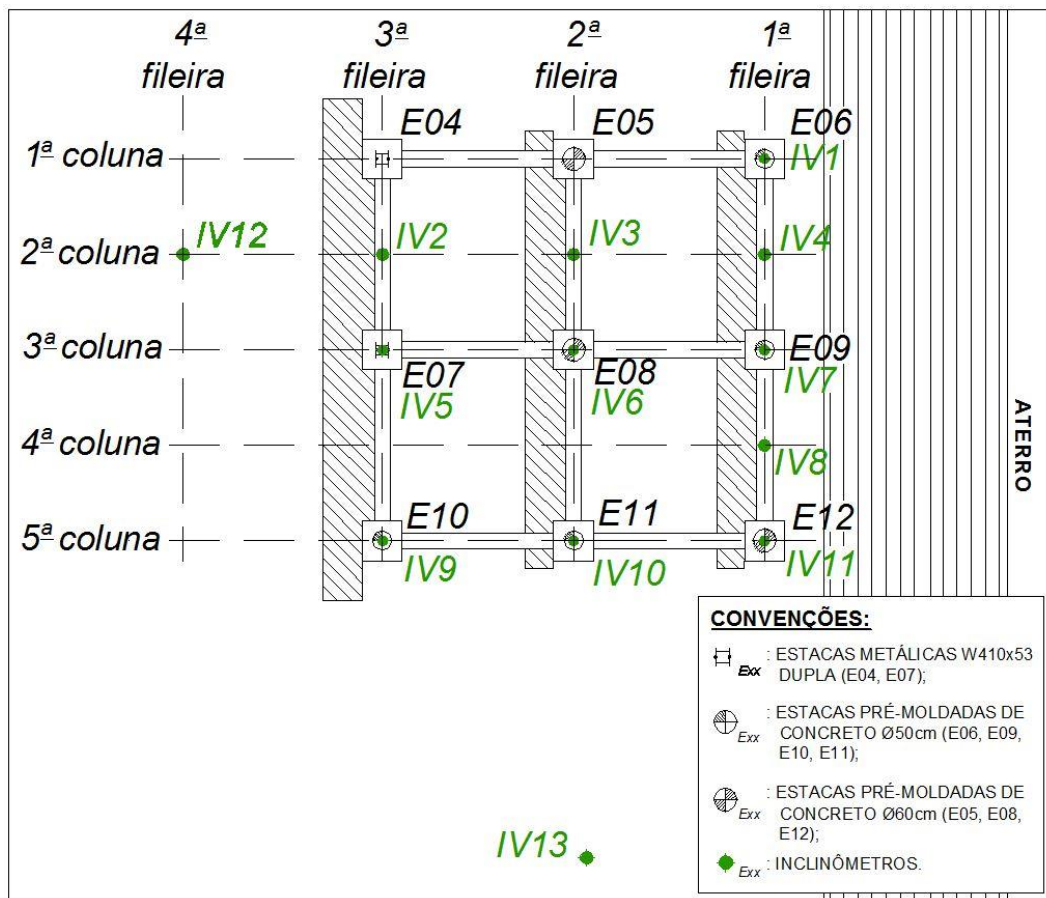 4ª fileira
3ª fileira
2ª fileira
1ª fileira
1ª coluna
E04
E05
E06
IV1
2ª coluna
IV12
IV2
IV3
IV4
3ª coluna
E07
IV5
E08
IV6
E09
IV7
4ª coluna
IV8
ATERRO
5ª coluna
E10
IV9
E11
IV10
E12
IV11
IV13
CONVENÇÕES:
Exx : ESTACAS METÁLICAS W410x53
DUPLA (E04, E07);
Exx : ESTACAS PRÉ-MOLDADAS DE
CONCRETO Ø50cm (E06, E09,
E10, E11);
Exx : ESTACAS PRÉ-MOLDADAS DE
CONCRETO Ø60cm (E05, E08,
E12);
Exx : INCLINÔMETROS.